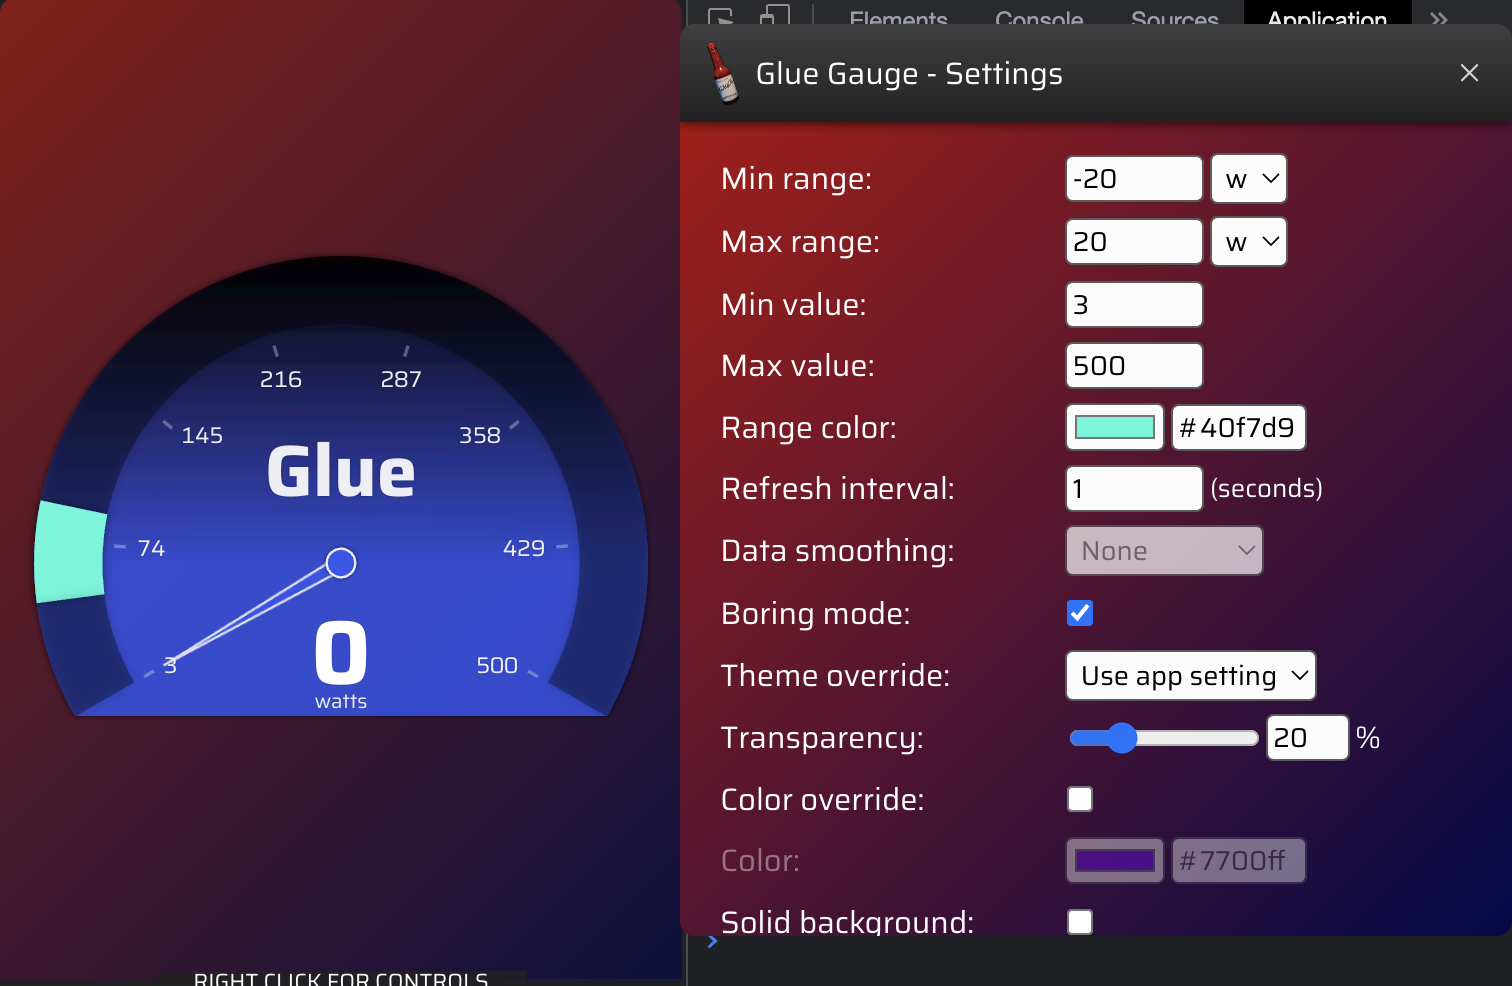 Elements Console Sources Application »
Glue Gauge - Settings
216 287
145 358
Glue
74 429
3 500
0
watts
RIGHT CLICK FOR CONTROLS
Min range: -20 w
Max range: 20 w
Min value: 3
Max value: 500
Range color: #40f7d9
Refresh interval: 1 (seconds)
Data smoothing: None
Boring mode:
Theme override: Use app setting
Transparency: 20 %
Color override:
Color: #7700ff
Solid background: